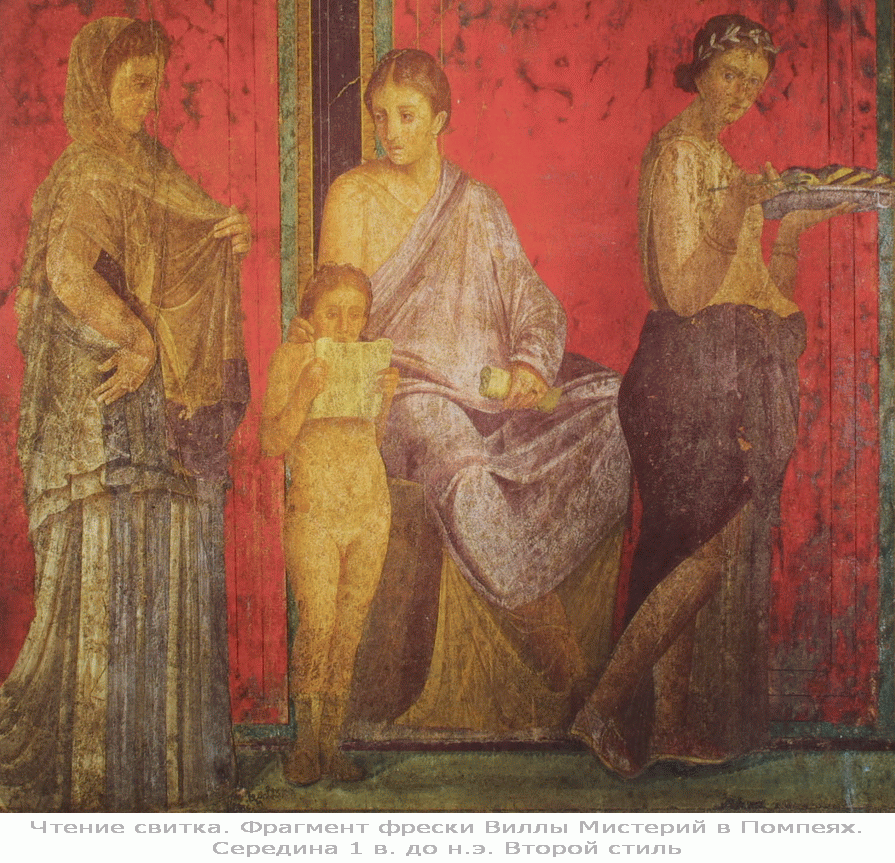 Чтение свитка. Фрагмент фрески Виллы Мистерий в Помпеях.
Середина 1 в. до н.э. Второй стиль